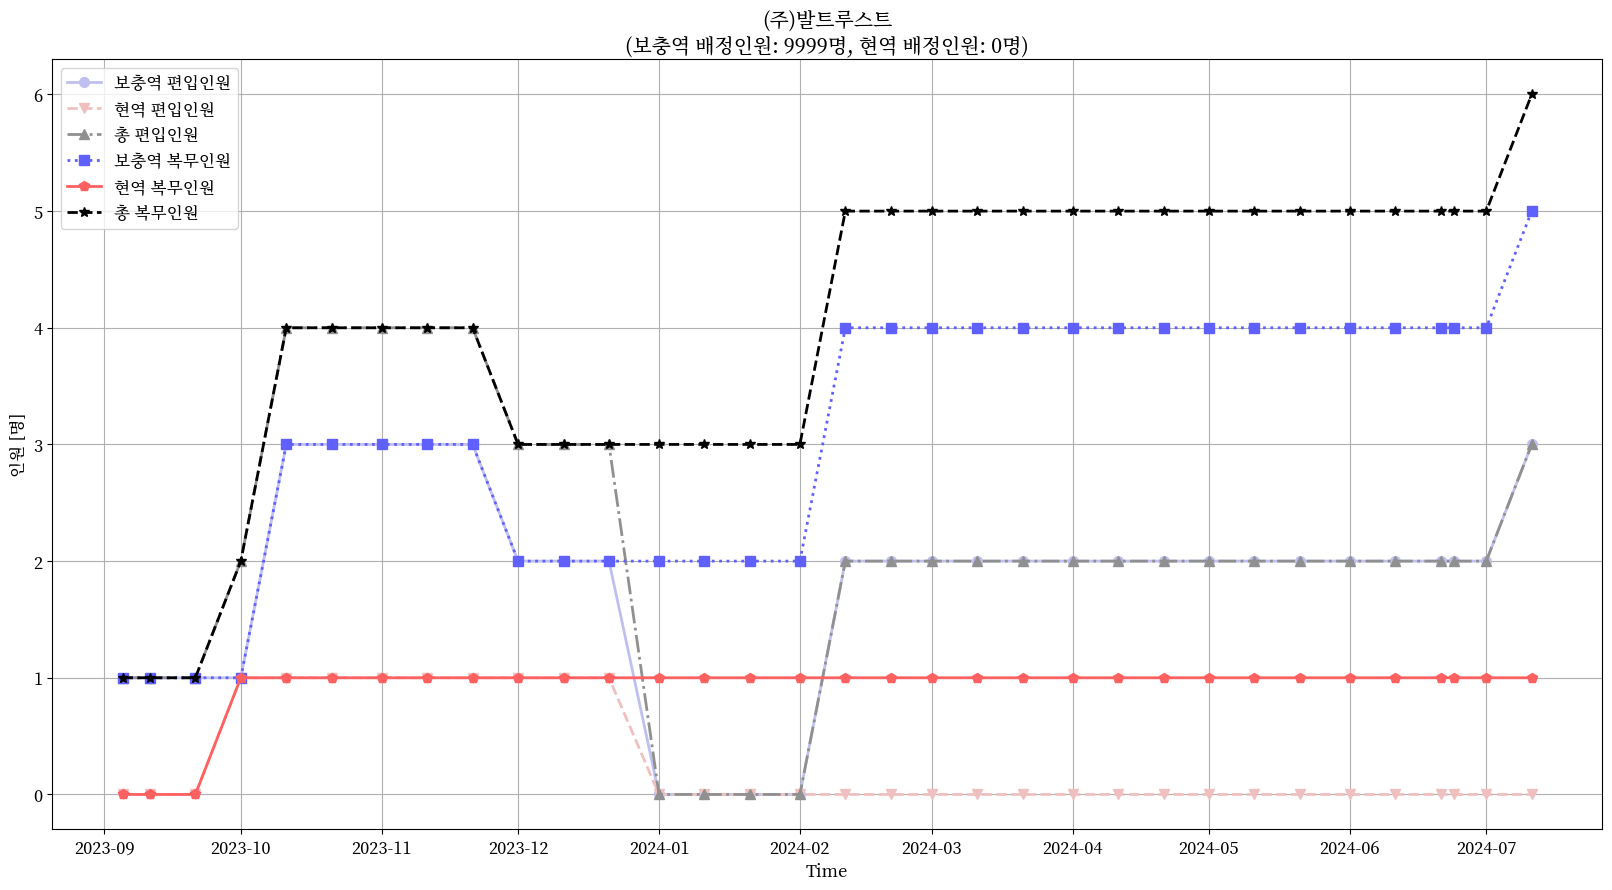 (주)발트루스트
(보충역 배정인원: 9999명, 현역 배정인원: 0명)
보충역 편입인원
현역 편입인원
총 편입인원
보충역 복무인원
현역 복무인원
총 복무인원
인원 [명]
6
5
4
3
2
1
0
2023-09 2023-10 2023-11 2023-12 2024-01 2024-02 2024-03 2024-04 2024-05 2024-06 2024-07
Time